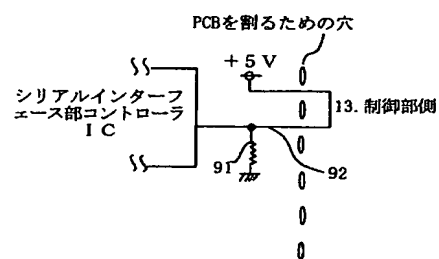 PCBを割るための穴
+5V
シリアルインターフ
ェース部コントローラ
IC
13. 制御部側
91
92